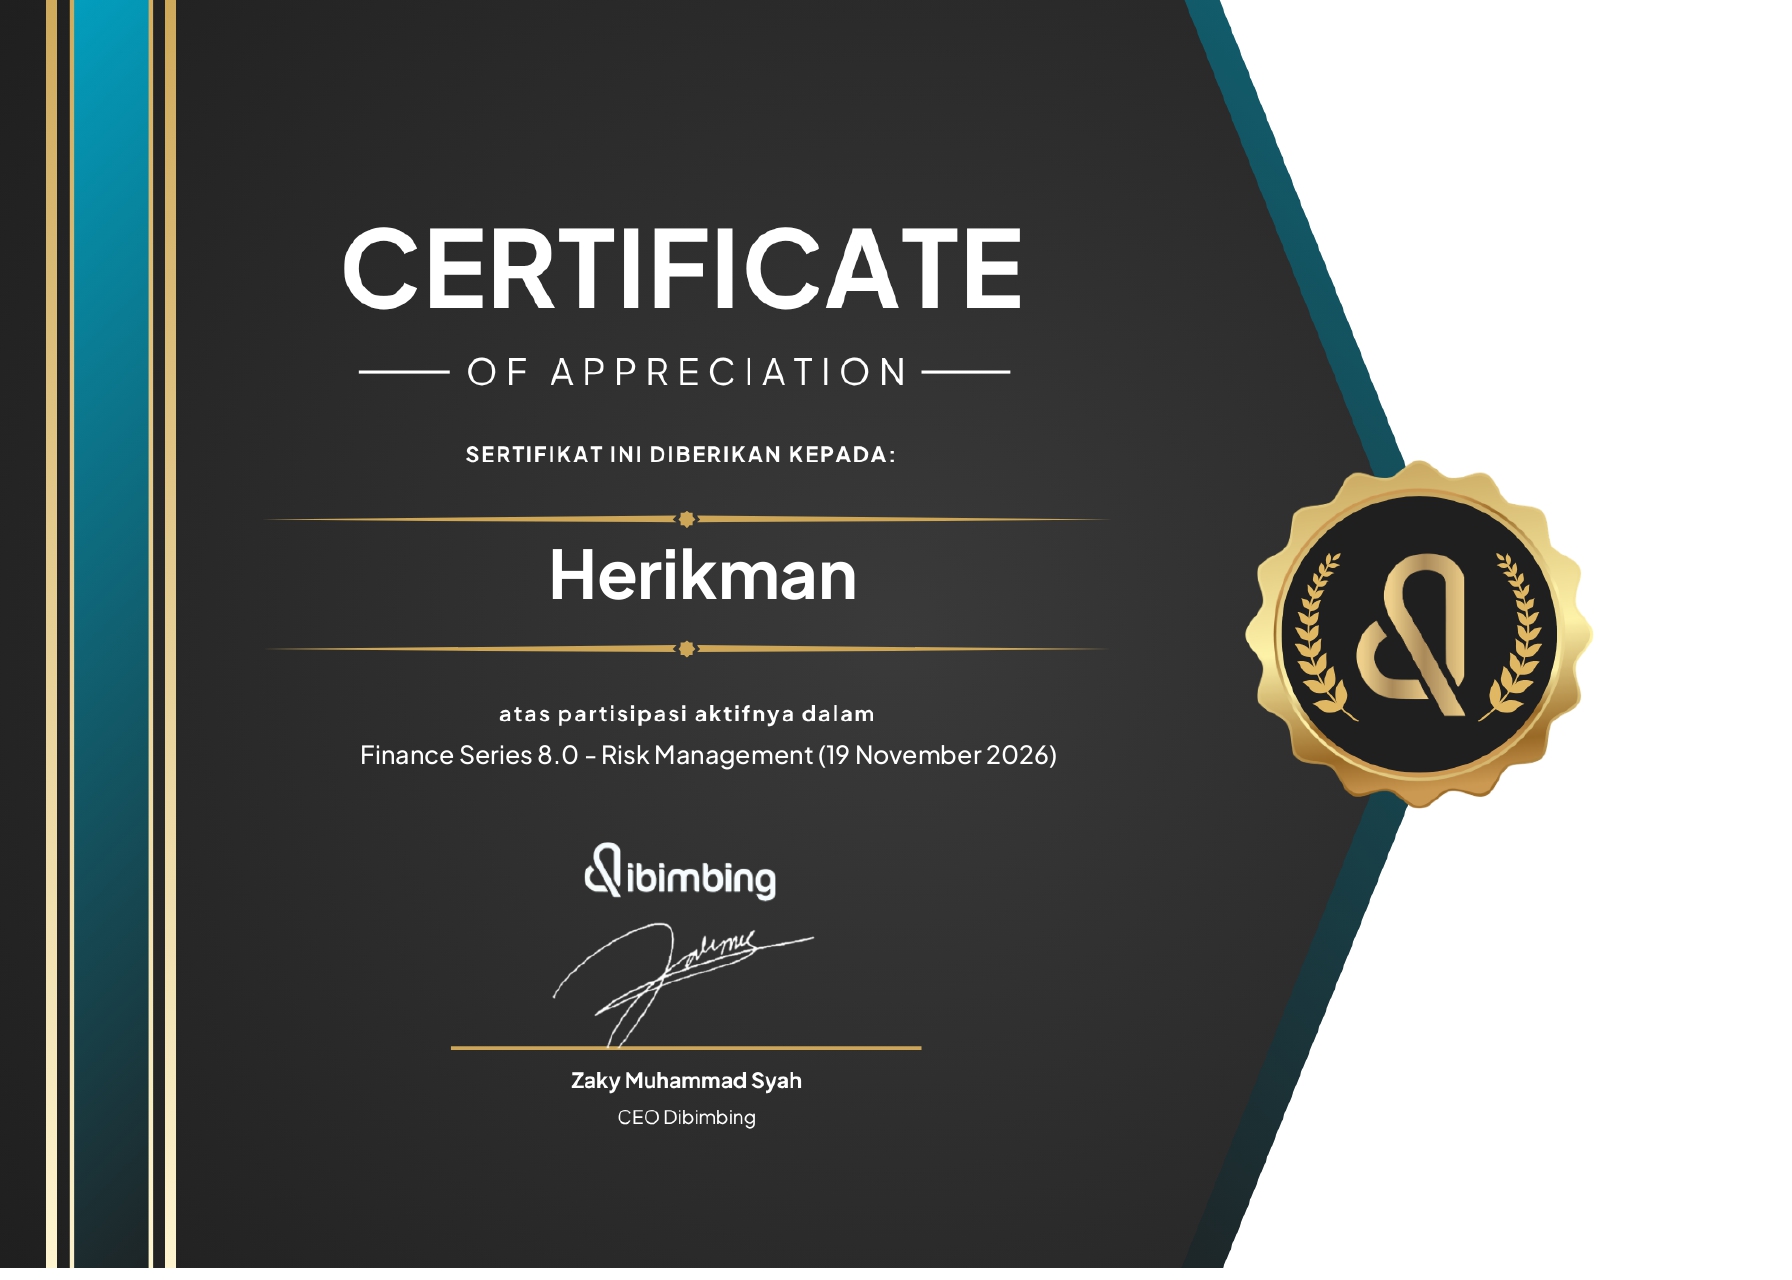 CERTIFICATE
OF APPRECIATION
SERTIFIKAT INI DIBERIKAN KEPADA:
Herikman
atas partisipasi aktifnya dalam
Finance Series 8.0 - Risk Management (19 November 2026)
dibimbing
Zaky Muhammad Syah
CEO Dibimbing